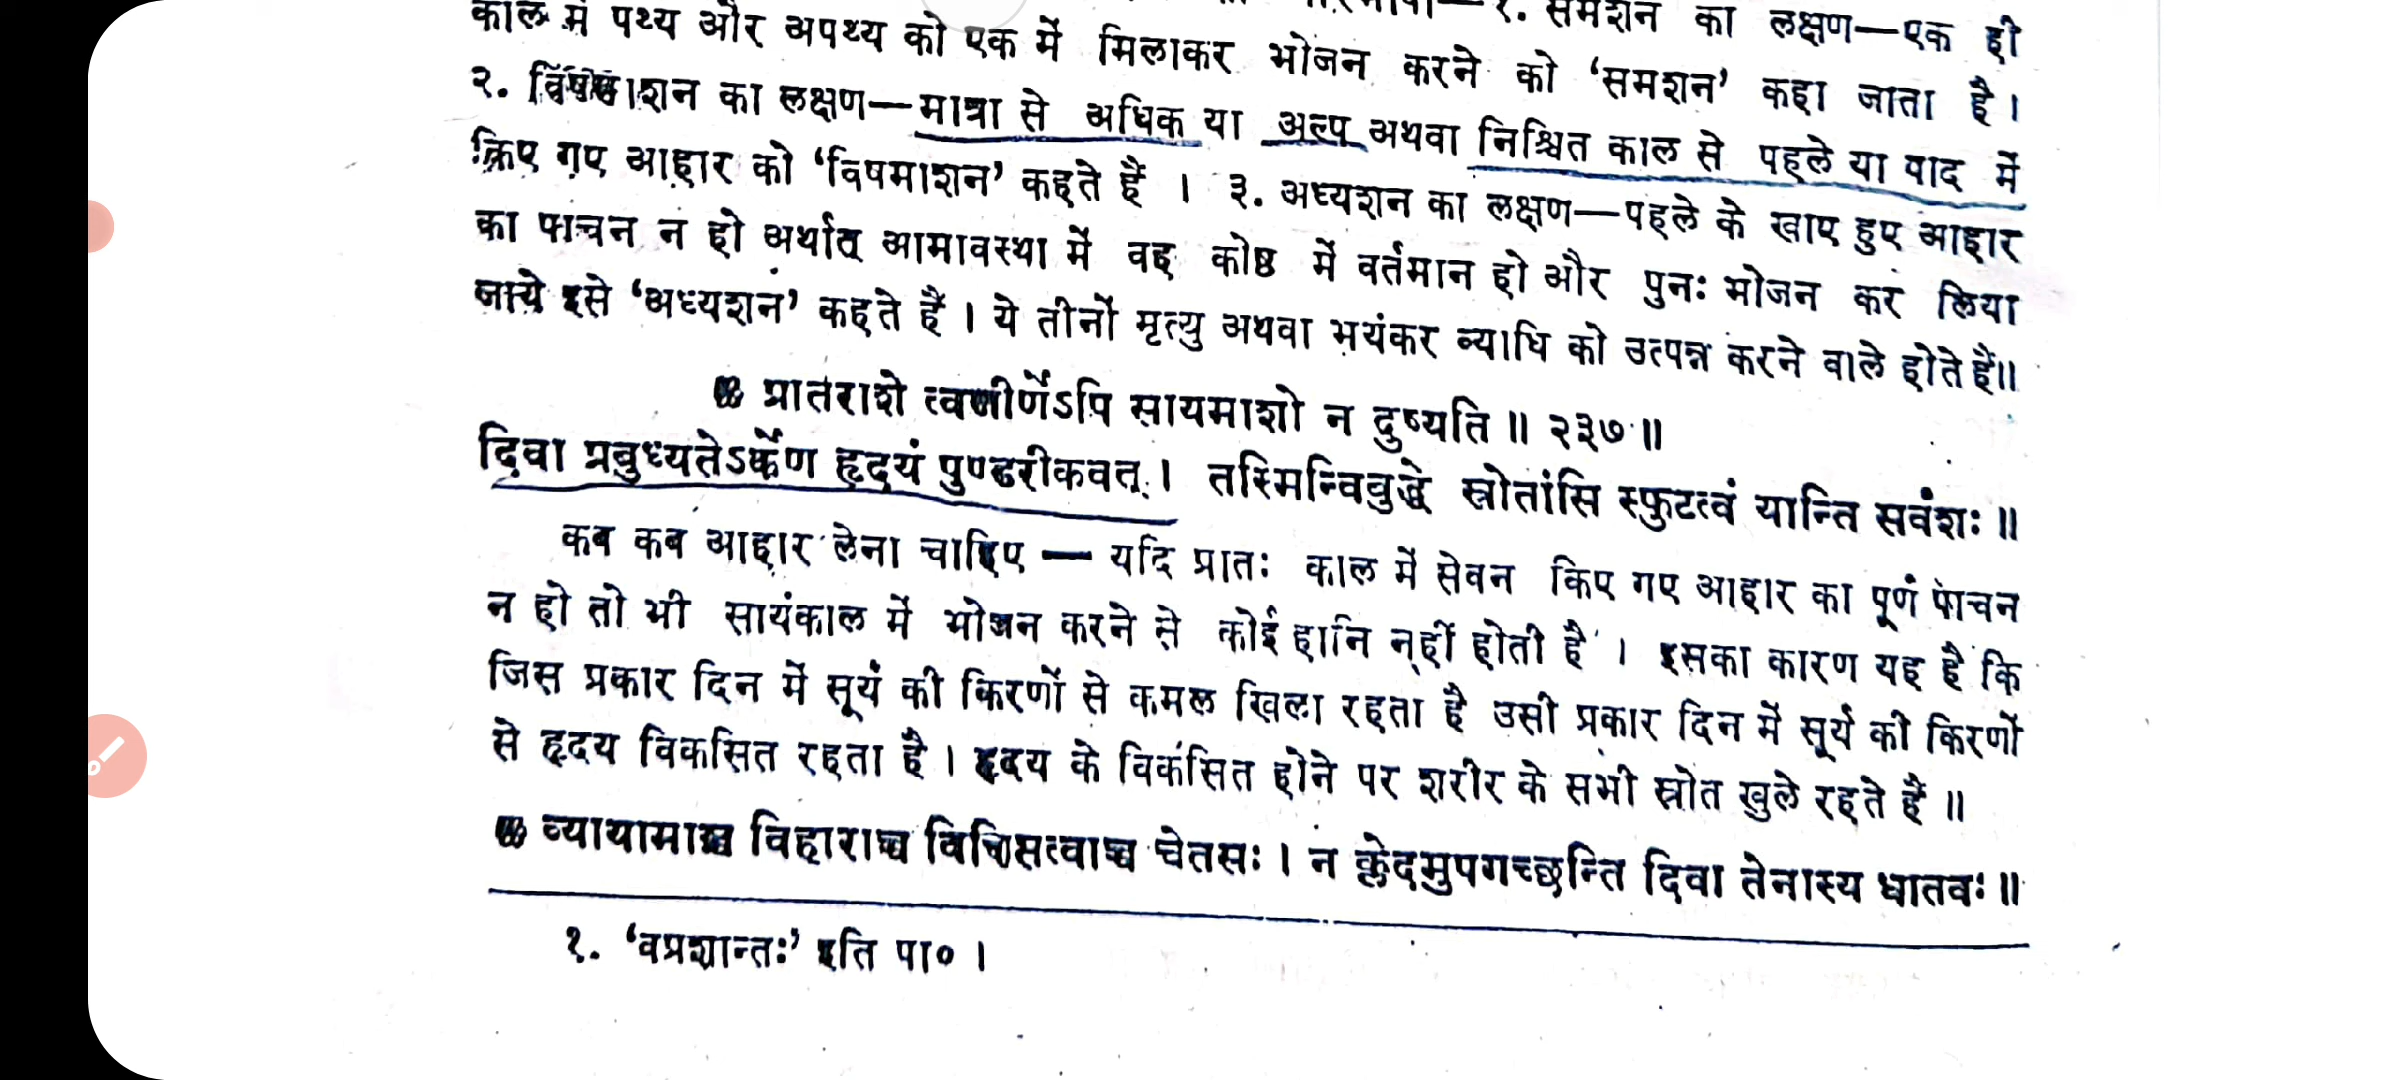 १. समशन का लक्षण—एक ही
काल में पथ्य और अपथ्य को एक में मिलाकर भोजन करने को ‘समशन’ कहा जाता है।
२. विषमाशन का लक्षण—मात्रा से अधिक या अल्प अथवा निश्चित काल से पहले या बाद में
किए गए आहार को ‘विषमाशन’ कहते हैं । ३. अध्यशन का लक्षण—पहले के खाए हुए आहार
का पाचन न हो अर्थात् आमावस्था में वह कोष्ठ में वर्तमान हो और पुनः भोजन कर लिया
जाये इसे ‘अध्यशन’ कहते हैं । ये तीनों मृत्यु अथवा भयंकर व्याधि को उत्पन्न करने वाले होते हैं॥
प्रातराशे त्वजीर्णेऽपि सायमाशो न दुष्यति ॥ २३७ ॥
दिवा प्रबुध्यतेऽर्केण हृदयं पुण्डरीकवत् । तस्मिन्विबुद्धे स्रोतांसि स्फुटत्वं यान्ति सर्वशः ॥
कब कब आहार लेना चाहिए — यदि प्रातः काल में सेवन किए गए आहार का पूर्ण पाचन
न हो तो भी सायंकाल में भोजन करने से कोई हानि नहीं होती है । इसका कारण यह है कि
जिस प्रकार दिन में सूर्य की किरणों से कमल खिला रहता है उसी प्रकार दिन में सूर्य की किरणों
से हृदय विकसित रहता है । हृदय के विकसित होने पर शरीर के सभी स्रोत खुले रहते हैं ॥
व्यायामाच्च विहाराच्च विक्षिप्तत्वाच्च चेतसः । न क्लेदमुपगच्छन्ति दिवा तेनास्य धातवः ॥
१. ‘वप्रशान्तः’ इति पा० ।